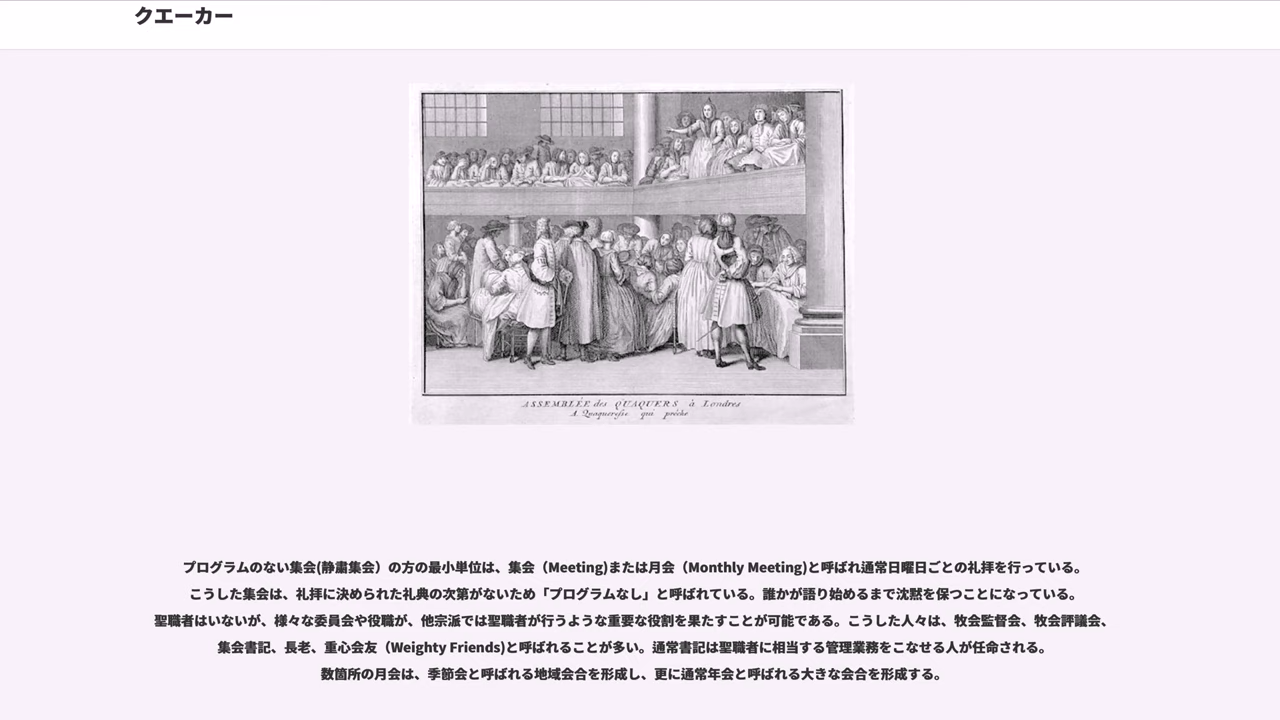 クエーカー
ASSEMBLÉE des QUAQUERS à Londres
A. Quaqueresse qui prêche
プログラムのない集会(静粛集会）の方の最小単位は、集会（Meeting)または月会（Monthly Meeting)と呼ばれ通常日曜日ごとの礼拝を行っている。
こうした集会は、礼拝に決められた礼典の次第がないため「プログラムなし」と呼ばれている。誰かが語り始めるまで沈黙を保つことになっている。
聖職者はいないが、様々な委員会や役職が、他宗派では聖職者が行うような重要な役割を果たすことが可能である。こうした人々は、牧会監督会、牧会評議会、
集会書記、長老、重心会友（Weighty Friends)と呼ばれることが多い。通常書記は聖職者に相当する管理業務をこなせる人が任命される。
数箇所の月会は、季節会と呼ばれる地域会合を形成し、更に通常年会と呼ばれる大きな会合を形成する。